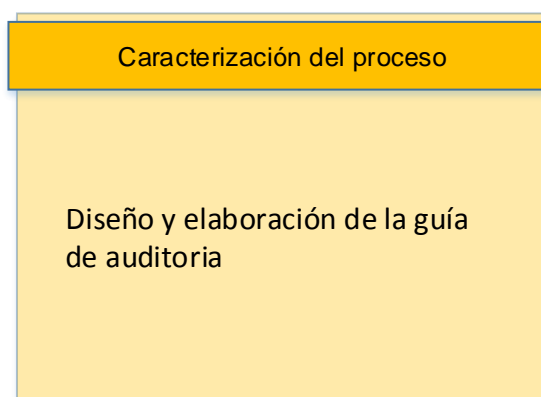 Caracterización del proceso
Diseño y elaboración de la guía
de auditoria